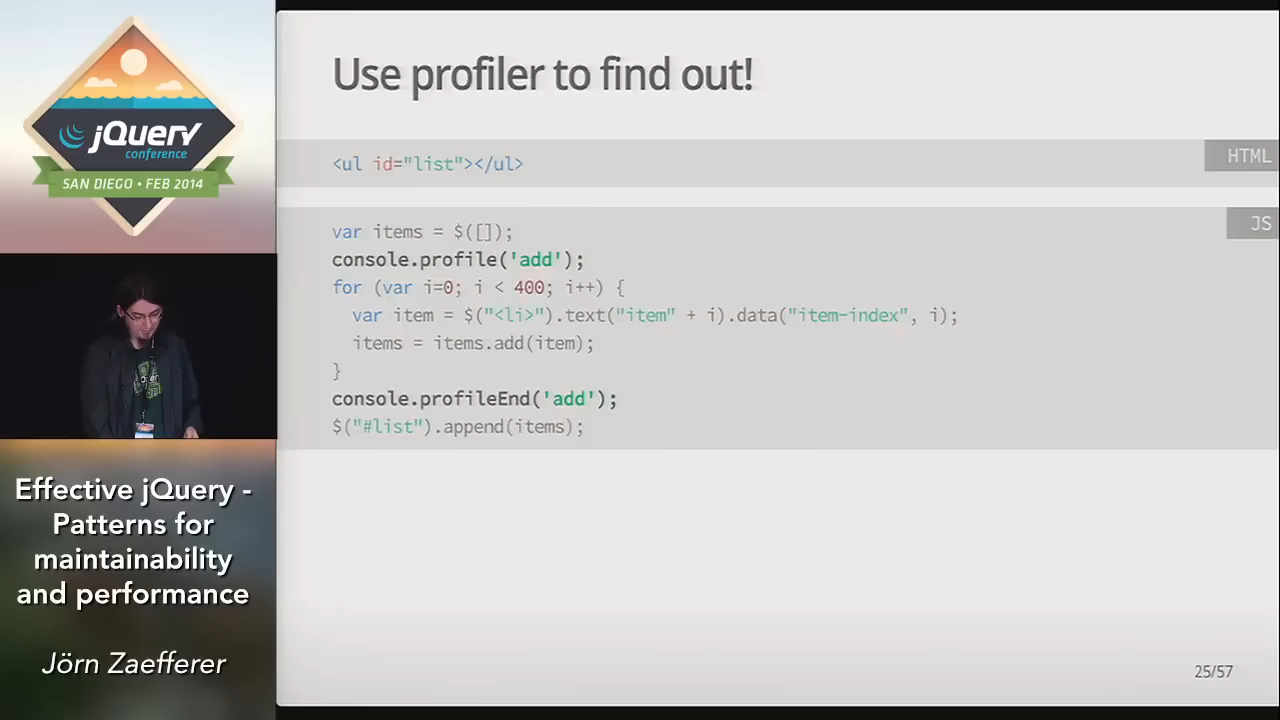 jQuery
conference
SAN DIEGO • FEB 2014
Effective jQuery -
Patterns for
maintainability
and performance
Jörn Zaefferer
Use profiler to find out!
<ul id="list"></ul>
HTML
JS
var items = $([]);
console.profile('add');
for (var i=0; i < 400; i++) {
  var item = $("<li>").text("item" + i).data("item-index", i);
  items = items.add(item);
}
console.profileEnd('add');
$("#list").append(items);
25/57